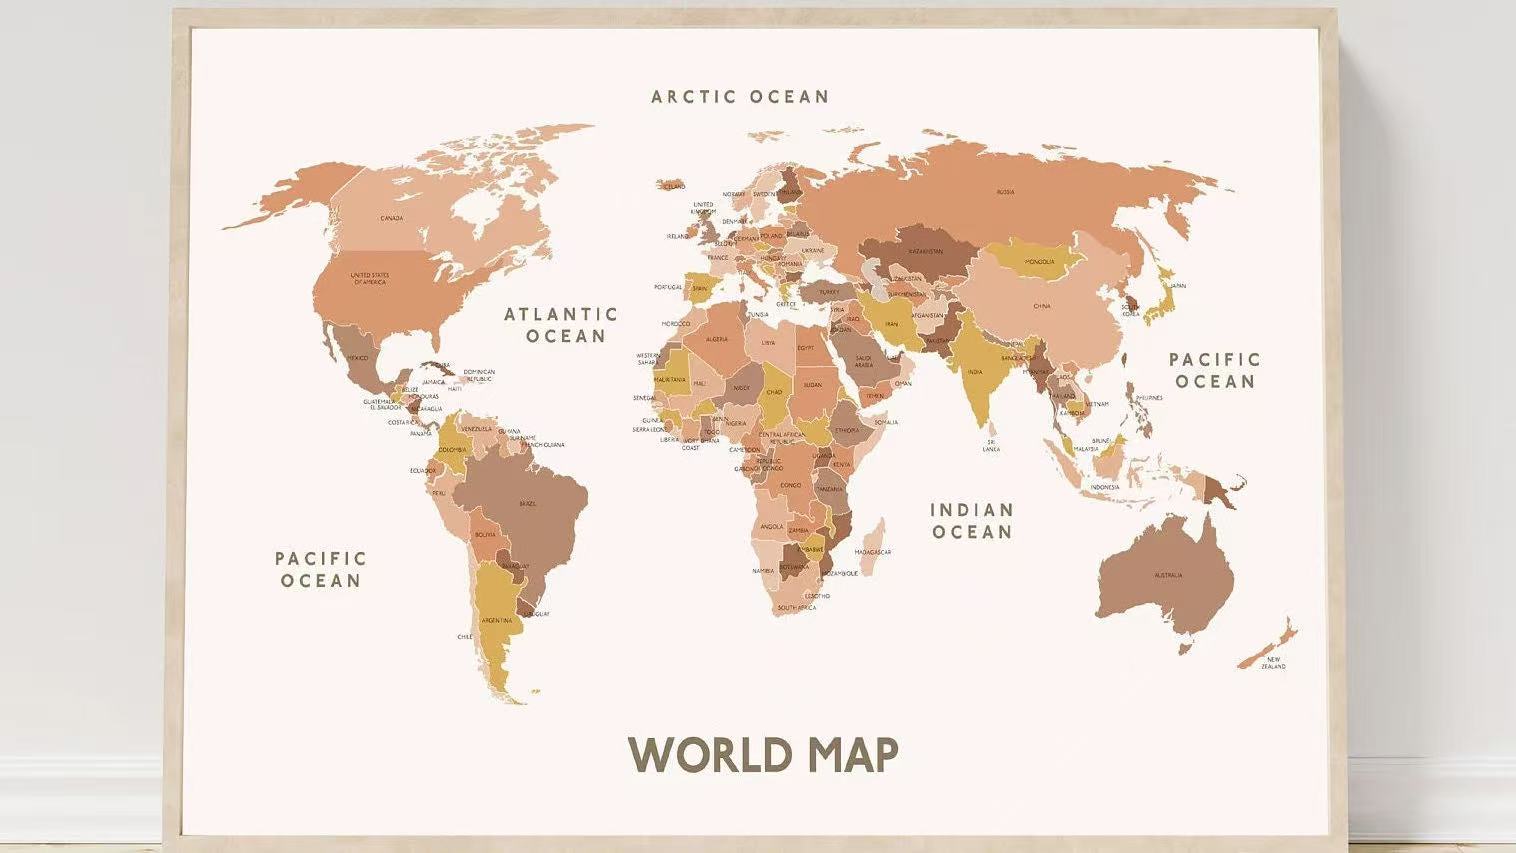 ARCTIC OCEAN
ICELAND
NORWAY
SWEDEN
FINLAND
RUSSIA
CANADA
UNITED
KINGDOM
DENMARK
IRELAND
GERMANY
POLAND
BELARUS
BELGIUM
UKRAINE
FRANCE
HUNGARY
ROMANIA
KAZAKHSTAN
MONGOLIA
UNITED STATES
OF AMERICA
PORTUGAL
SPAIN
GREECE
TURKEY
UZBEKISTAN
TURKMENISTAN
CHINA
JAPAN
SOUTH
KOREA
ATLANTIC
OCEAN
TUNISIA
MOROCCO
SYRIA
IRAQ
IRAN
AFGHANISTAN
JORDAN
ALGERIA
LIBYA
EGYPT
PAKISTAN
NEPAL
MEXICO
WESTERN
SAHARA
SAUDI
ARABIA
BANGLADESH
PACIFIC
OCEAN
CUBA
DOMINICAN
REPUBLIC
JAMAICA
HAITI
BELIZE
HONDURAS
GUATEMALA
EL SAVADOR
NICARAGUA
MAURITANIA
MALI
NIGER
CHAD
SUDAN
OMAN
YEMEN
INDIA
MYANMAR
LAOS
THAILAND
VIETNAM
PHILIPINES
KAMBOJA
SENEGAL
GUINEA
SIERRA LEONE
LIBERIA
IVORY
COAST
GHANA
TOGO
BENIN
NIGERIA
CENTRAL AFRICAN
REPUBLIC
ETHIOPIA
SOMALIA
COSTA RICA
PANAMA
VENEZUELA
GUYANA
SURINAME
FRENCH GUIANA
COLOMBIA
ECUADOR
PERU
BRAZIL
CAMEROON
GABON
REPUBLIC
CONGO
UGANDA
KENYA
SRI
LANKA
BRUNEI
MALAYSIA
INDONESIA
CONGO
TANZANIA
INDIAN
OCEAN
BOLIVIA
ANGOLA
ZAMBIA
ZIMBABWE
MADAGASCAR
PACIFIC
OCEAN
PARAGUAY
NAMIBIA
BOTSWANA
MOZAMBIQUE
AUSTRALIA
LESOTHO
SOUTH AFRICA
URUGUAY
ARGENTINA
CHILE
NEW
ZEALAND
WORLD MAP